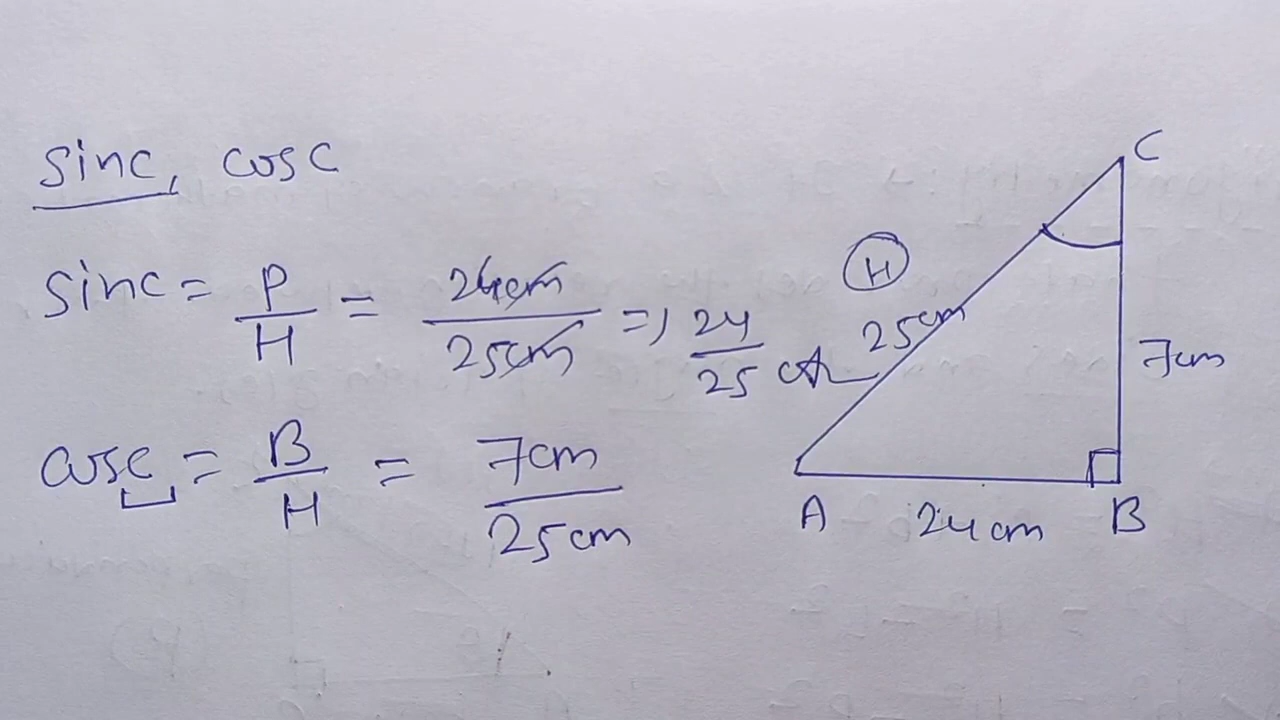 sinc, cosc
sinc = P/H = 24cm/25cm =) 24/25
cosc = B/H = 7cm/25cm
C
H
25cm
7cm
A 24cm B